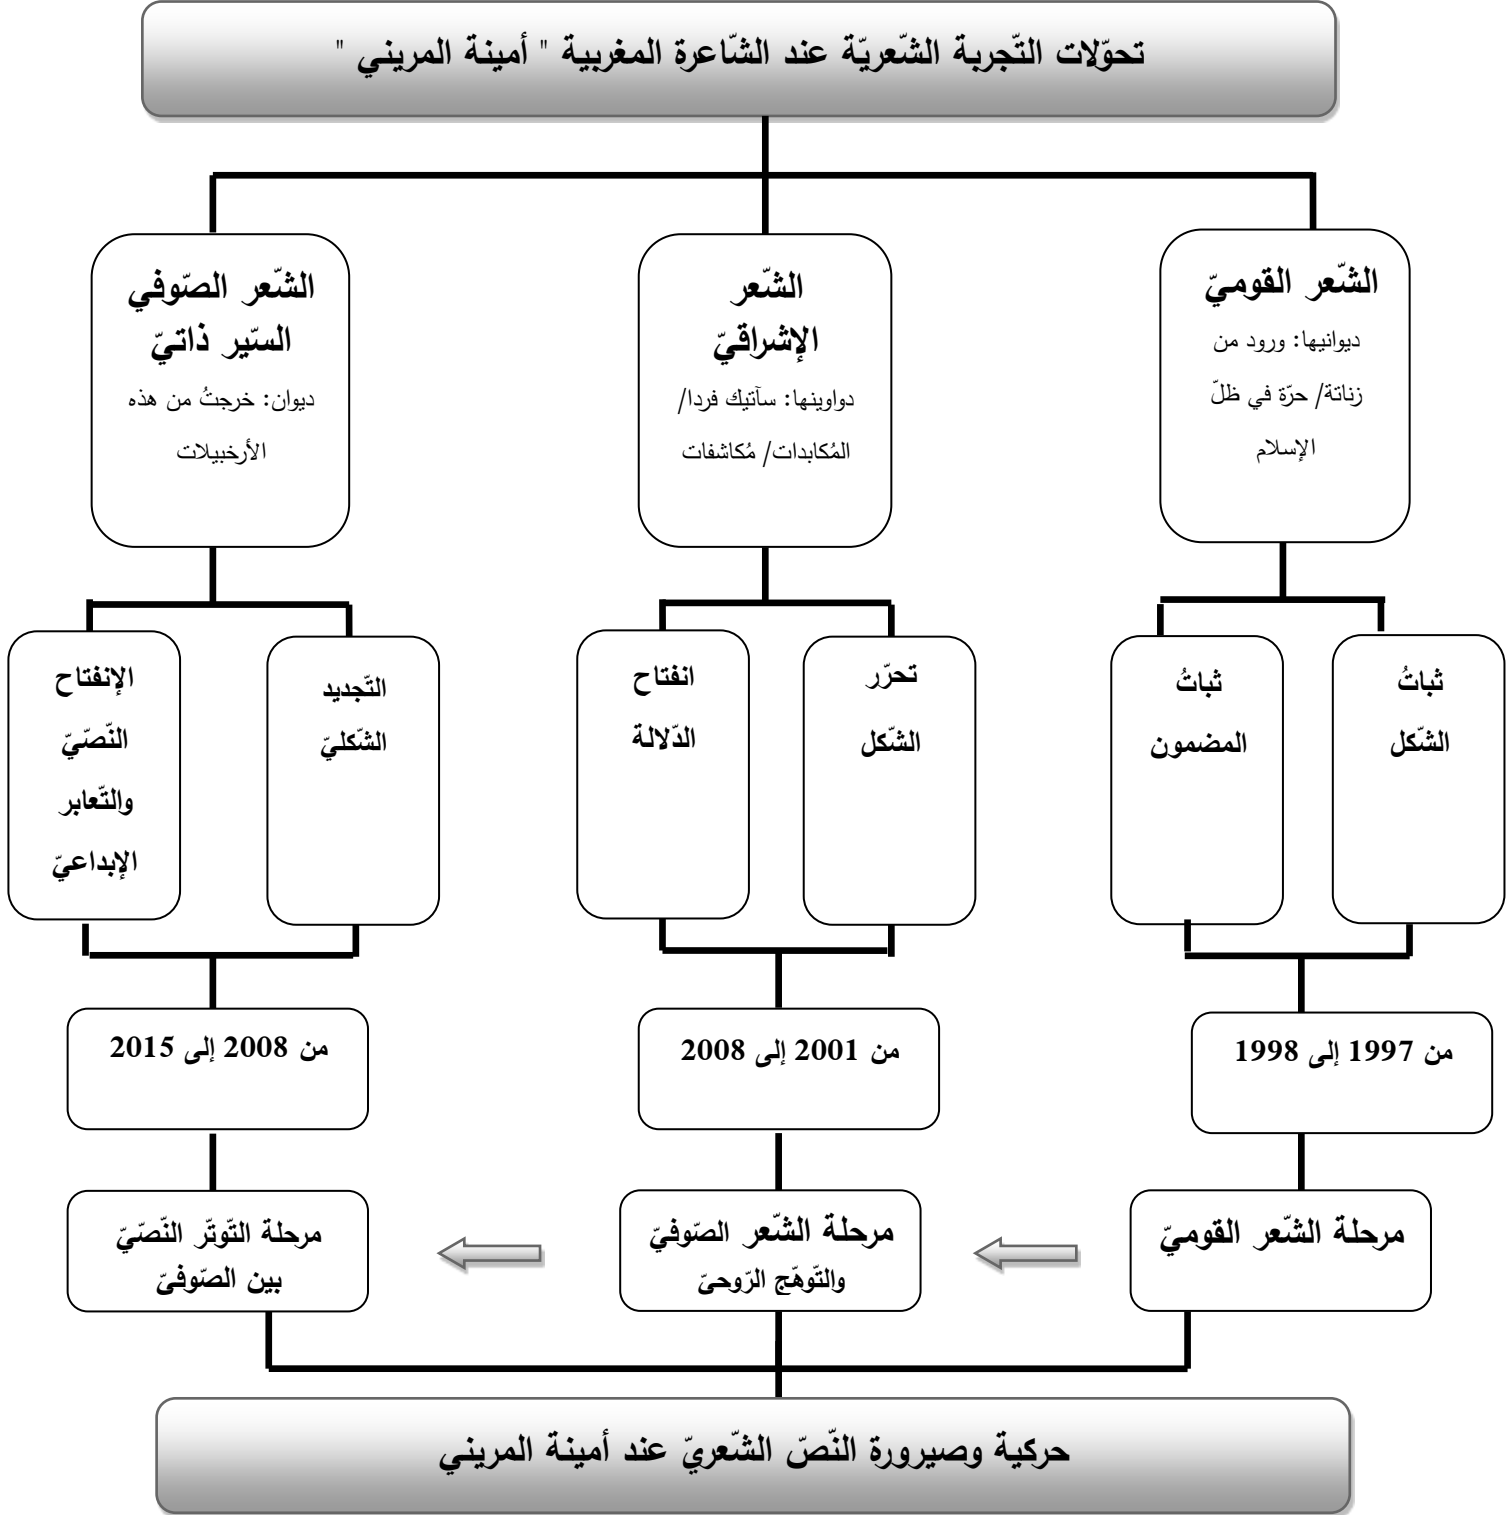 تحوّلات التّجربة الشّعريّة عند الشّاعرة المغربية " أمينة المريني "
الشّعر القوميّ
ديوانيها: ورود من
زناتة/ حرّة في ظلّ
الإسلام
الشّعر
الإشراقيّ
دواوينها: سآتيك فردا/
المُكابدات/ مُكاشفات
الشّعر الصّوفي
السّير ذاتيّ
ديوان: خرجتُ من هذه
الأرخبيلات
ثباتُ
الشّكل
ثباتُ
المضمون
تحرّر
الشّكل
انفتاح
الدّلالة
التّجديد
الشّكليّ
الإنفتاح
النّصّيّ
والتّعابر
الإبداعيّ
من 1997 إلى 1998
من 2001 إلى 2008
من 2008 إلى 2015
مرحلة الشّعر القوميّ
مرحلة الشّعر الصّوفيّ
والتّوهّج الرّوحيّ
مرحلة التّوتّر النّصّيّ
بين الصّوفيّ
حركية وصيرورة النّصّ الشّعريّ عند أمينة المريني